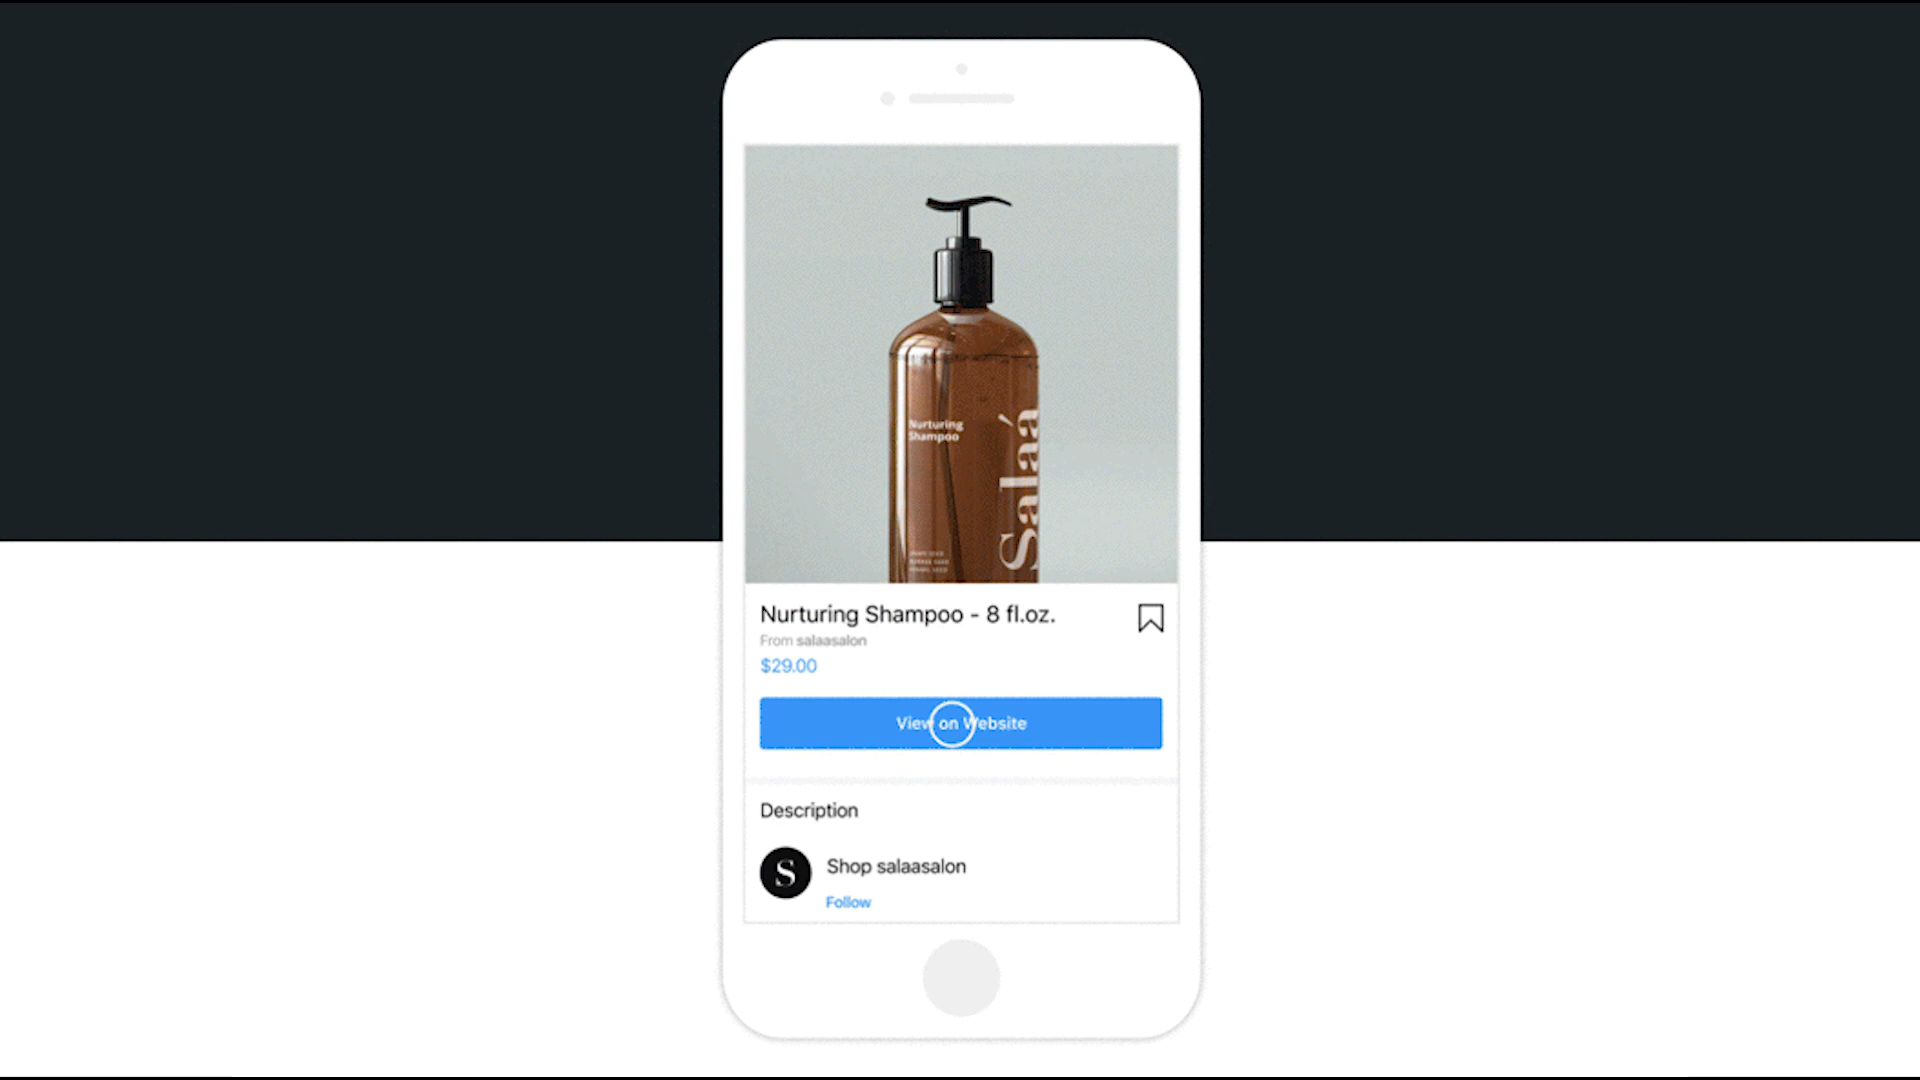 Nurturing
Shampoo
Salaá
Nurturing Shampoo - 8 fl.oz.
From salaasalon
$29.00
View on Website
Description
S
Shop salaasalon
Follow